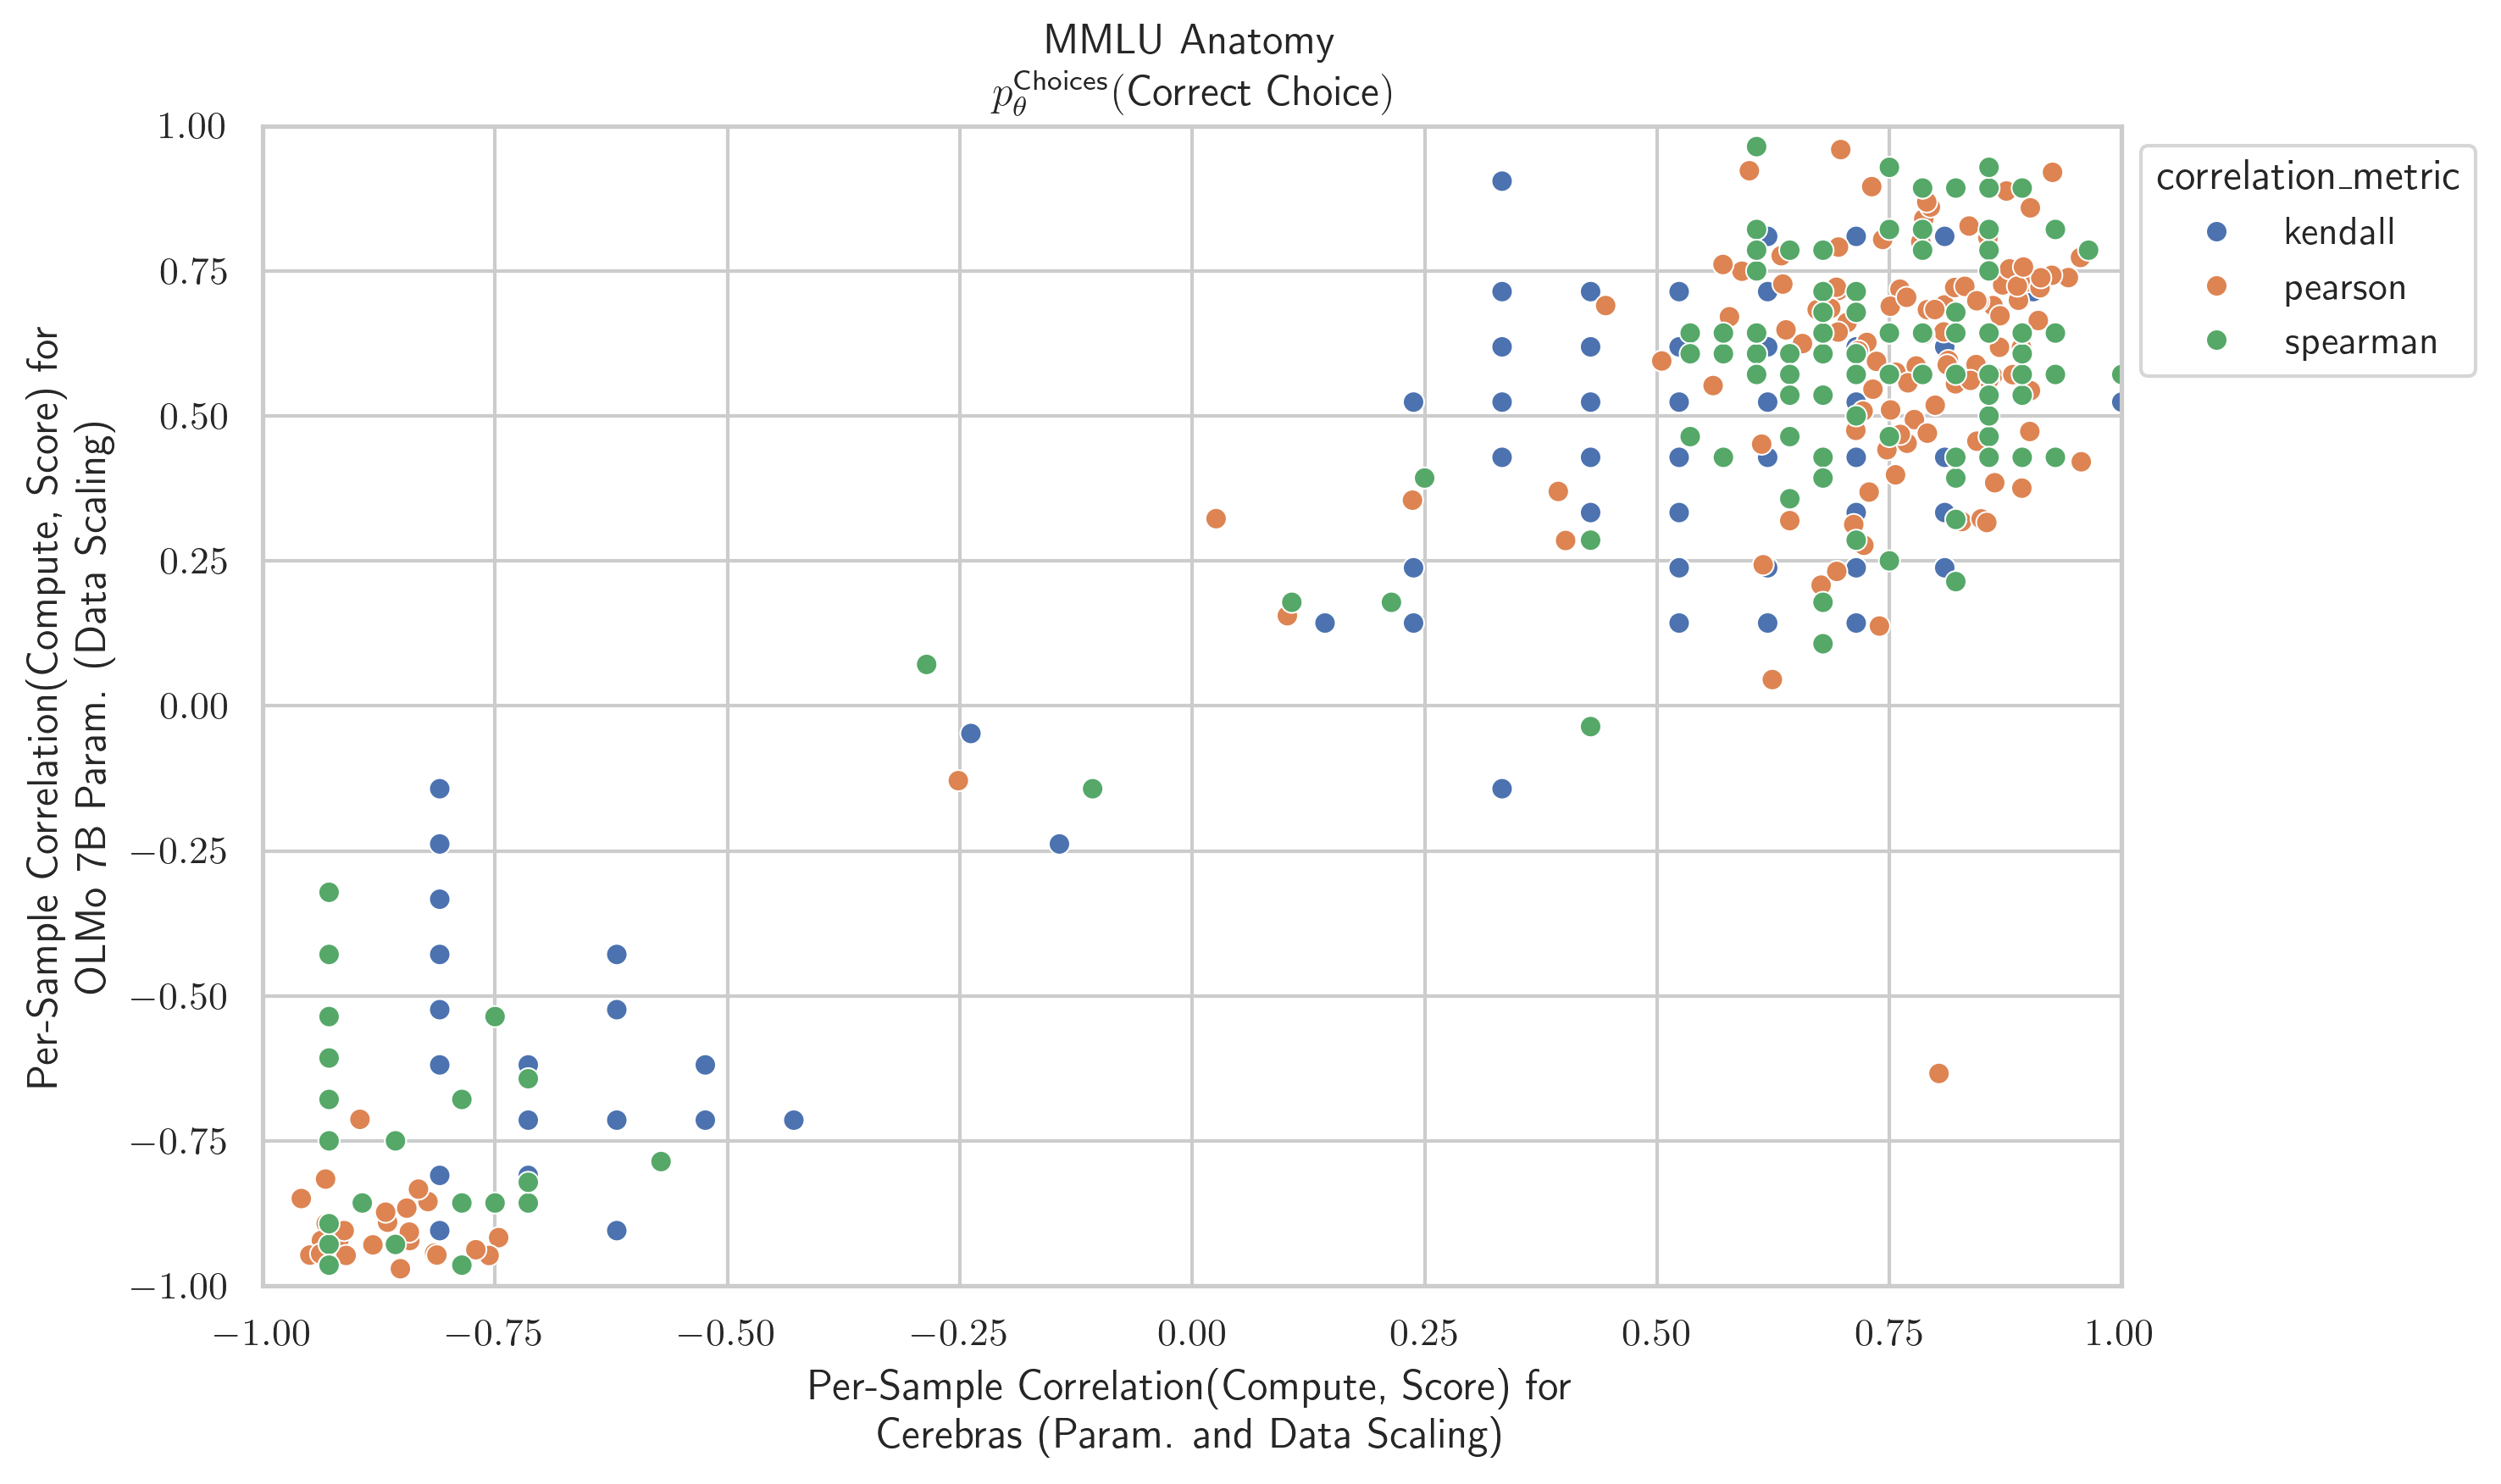 MMLU Anatomy
$p_\theta^{\text{Choices}}$(Correct Choice)
1.00
0.75
0.50
0.25
0.00
−0.25
−0.50
−0.75
−1.00
Per-Sample Correlation(Compute, Score) for
OLMo 7B Param. (Data Scaling)
−1.00
−0.75
−0.50
−0.25
0.00
0.25
0.50
0.75
1.00
Per-Sample Correlation(Compute, Score) for
Cerebras (Param. and Data Scaling)
correlation_metric
kendall
pearson
spearman